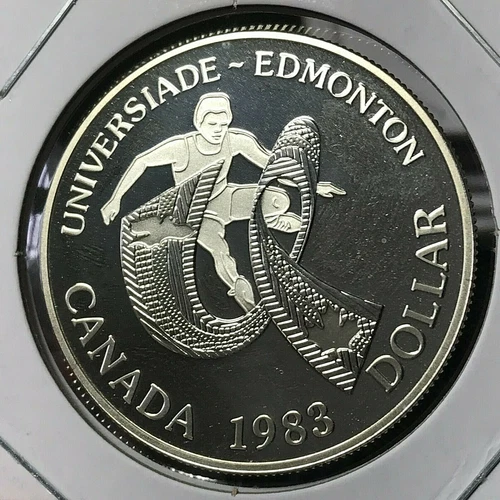 UNIVERSIADE ~ EDMONTON
CANADA 1983 DOLLAR